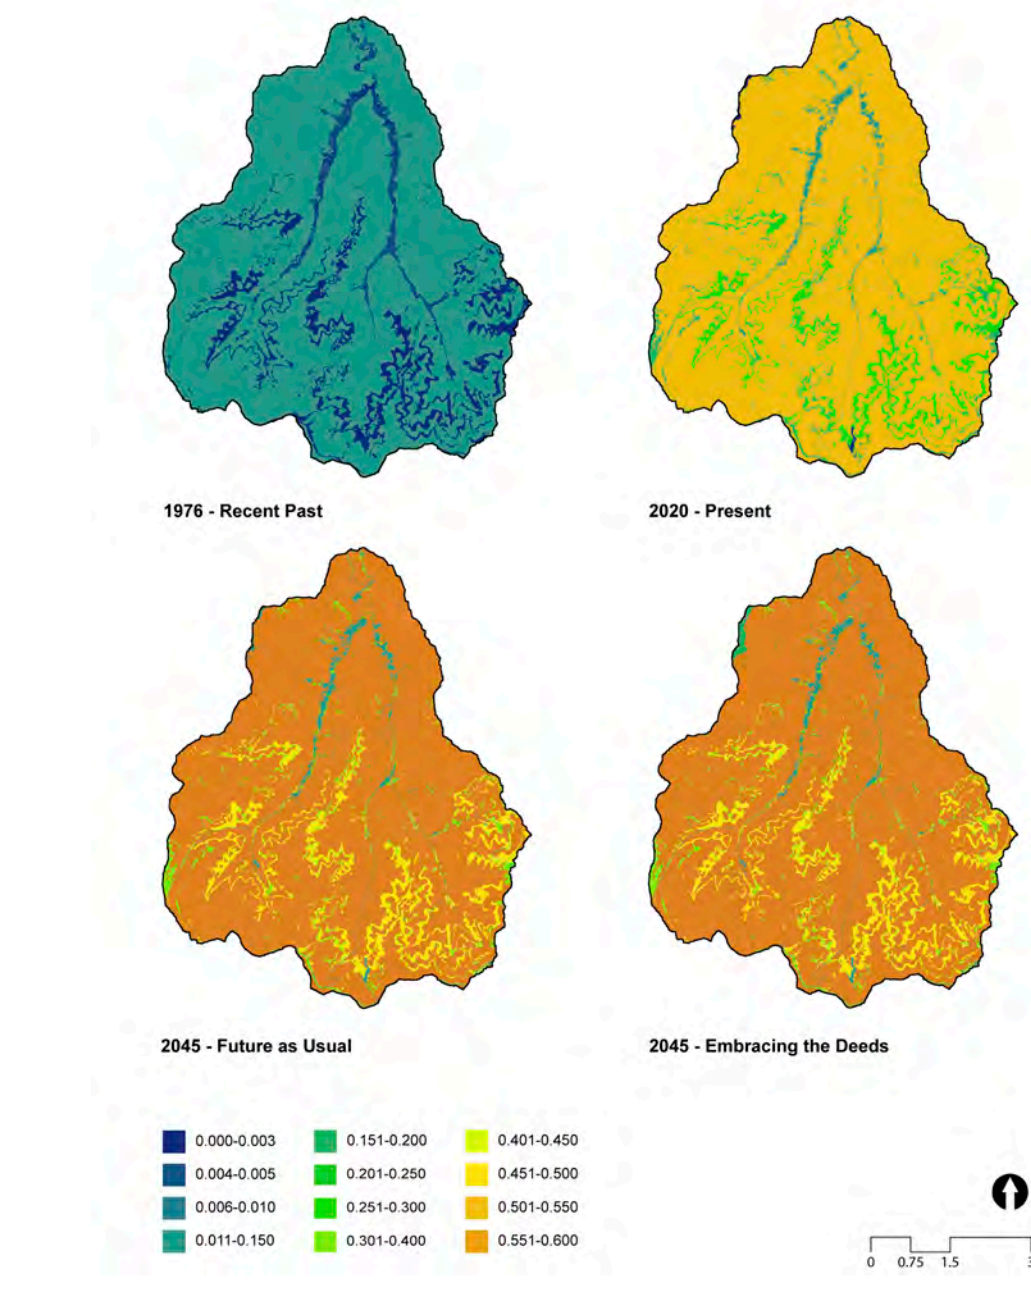 1976 - Recent Past
2020 - Present
2045 - Future as Usual
2045 - Embracing the Deeds
0.000-0.003
0.151-0.200
0.401-0.450
0.004-0.005
0.201-0.250
0.451-0.500
0.006-0.010
0.251-0.300
0.501-0.550
0.011-0.150
0.301-0.400
0.551-0.600
0 0.75 1.5